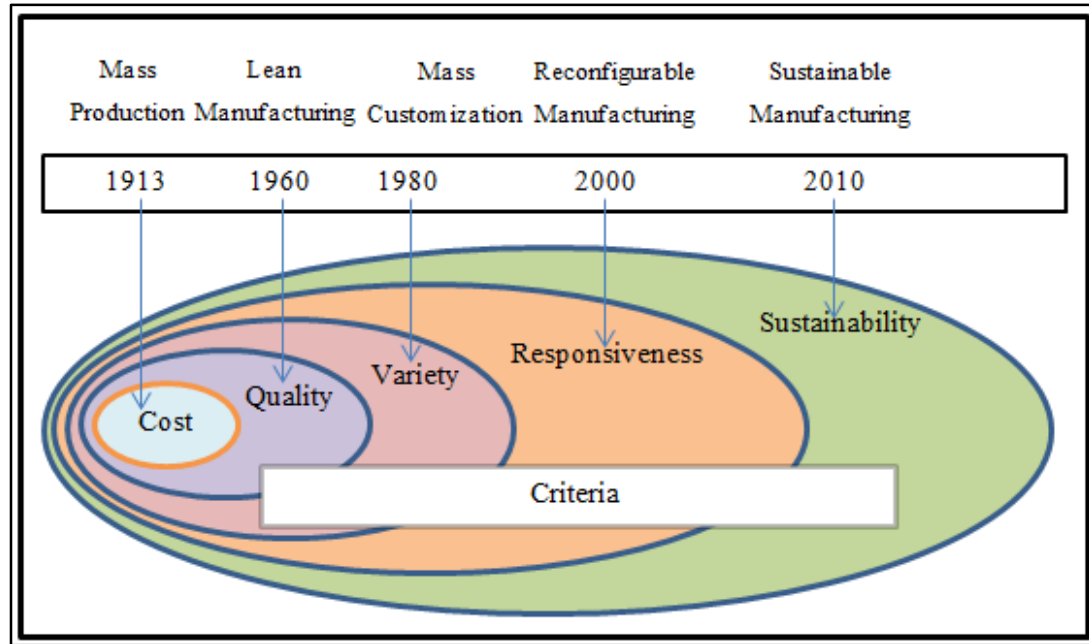 Mass Lean Mass Reconfigurable Sustainable
Production Manufacturing Customization Manufacturing Manufacturing
1913 1960 1980 2000 2010
Sustainability
Responsiveness
Variety
Quality
Cost
Criteria